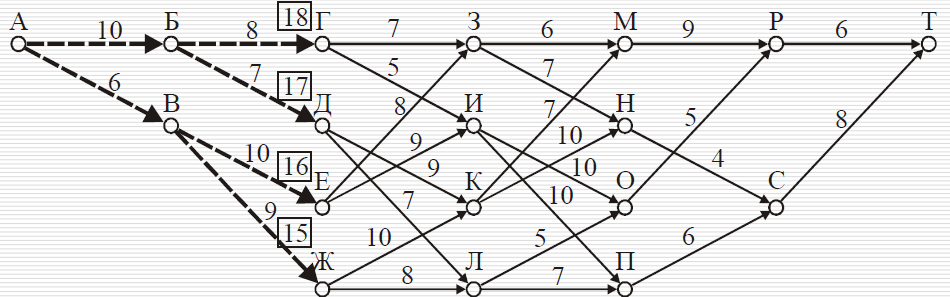 А Б Г З М Р Т
10 8 18 7 6 9 6
6 7 5 7
В 17 Д И Н
8 7 5 8
10 9 10
16 9 10 4
Е К О С
9 7 10
15 10 5 6
Ж Л П
8 7